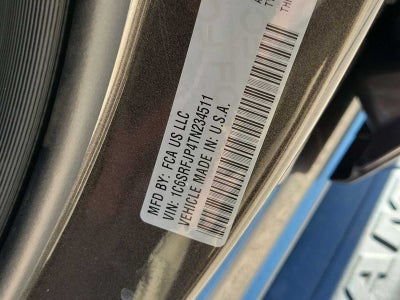 MFD BY: FCA US LLC
VIN: 1C6SRFJP4TN234511
VEHICLE MADE IN: U.S.A.